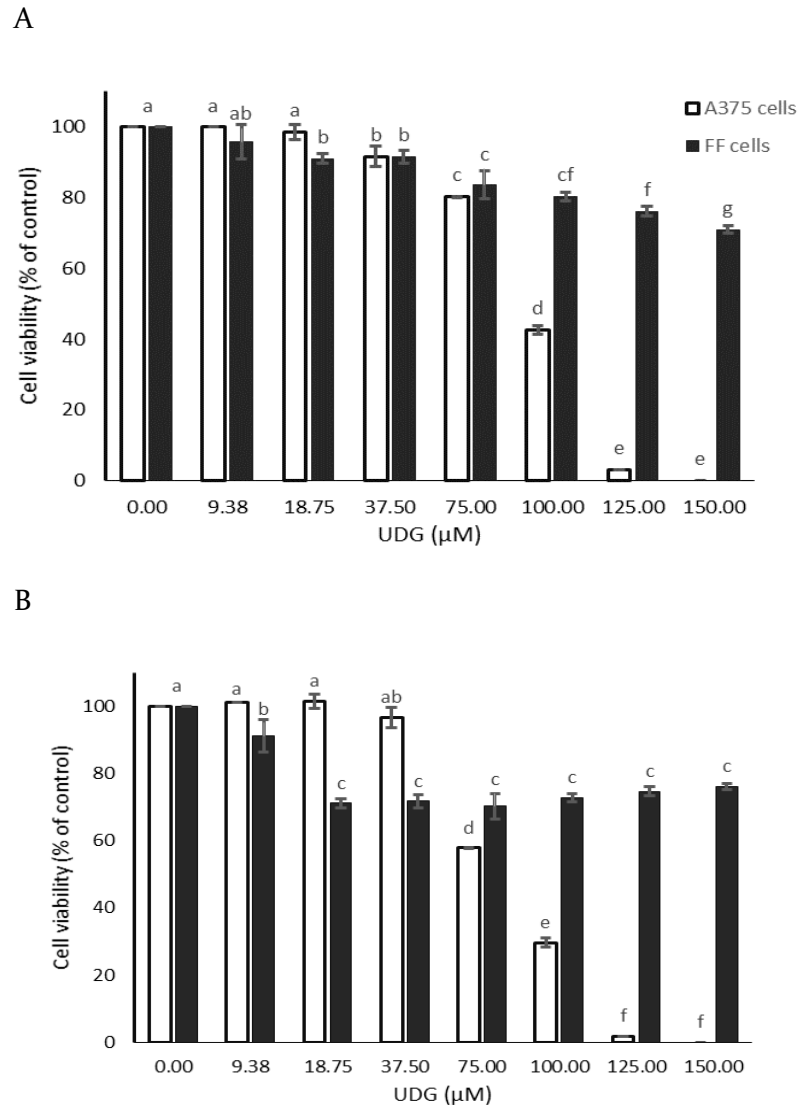 A
a a ab a b b b c c cf f g d e e
A375 cells
FF cells
100
80
60
40
20
0
Cell viability (% of control)
0.00 9.38 18.75 37.50 75.00 100.00 125.00 150.00
UDG (µM)
B
a a b a c ab c d c c c c e f f
100
80
60
40
20
0
Cell viability (% of control)
0.00 9.38 18.75 37.50 75.00 100.00 125.00 150.00
UDG (µM)